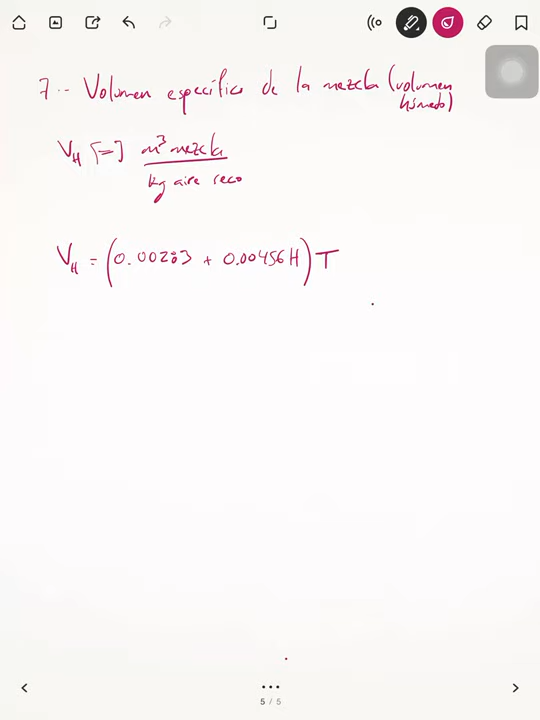 7.- Volumen específico de la mezcla (volumen
húmedo)
V_H [=] m³ mezcla
kg aire seco
V_H = (0.00283 + 0.00456 H) T
5 / 5